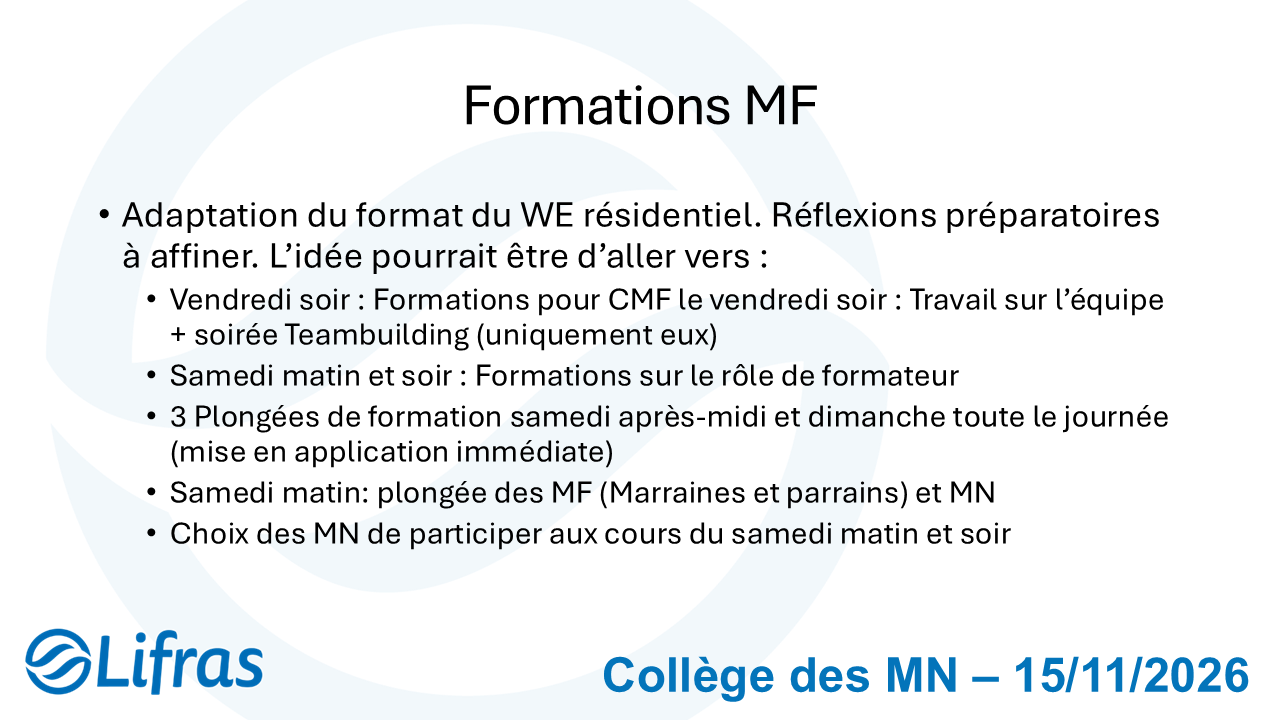 Formations MF
• Adaptation du format du WE résidentiel. Réflexions préparatoires
à affiner. L’idée pourrait être d’aller vers :
• Vendredi soir : Formations pour CMF le vendredi soir : Travail sur l’équipe
+ soirée Teambuilding (uniquement eux)
• Samedi matin et soir : Formations sur le rôle de formateur
• 3 Plongées de formation samedi après-midi et dimanche toute le journée
(mise en application immédiate)
• Samedi matin: plongée des MF (Marraines et parrains) et MN
• Choix des MN de participer aux cours du samedi matin et soir
Lifras
Collège des MN – 15/11/2026